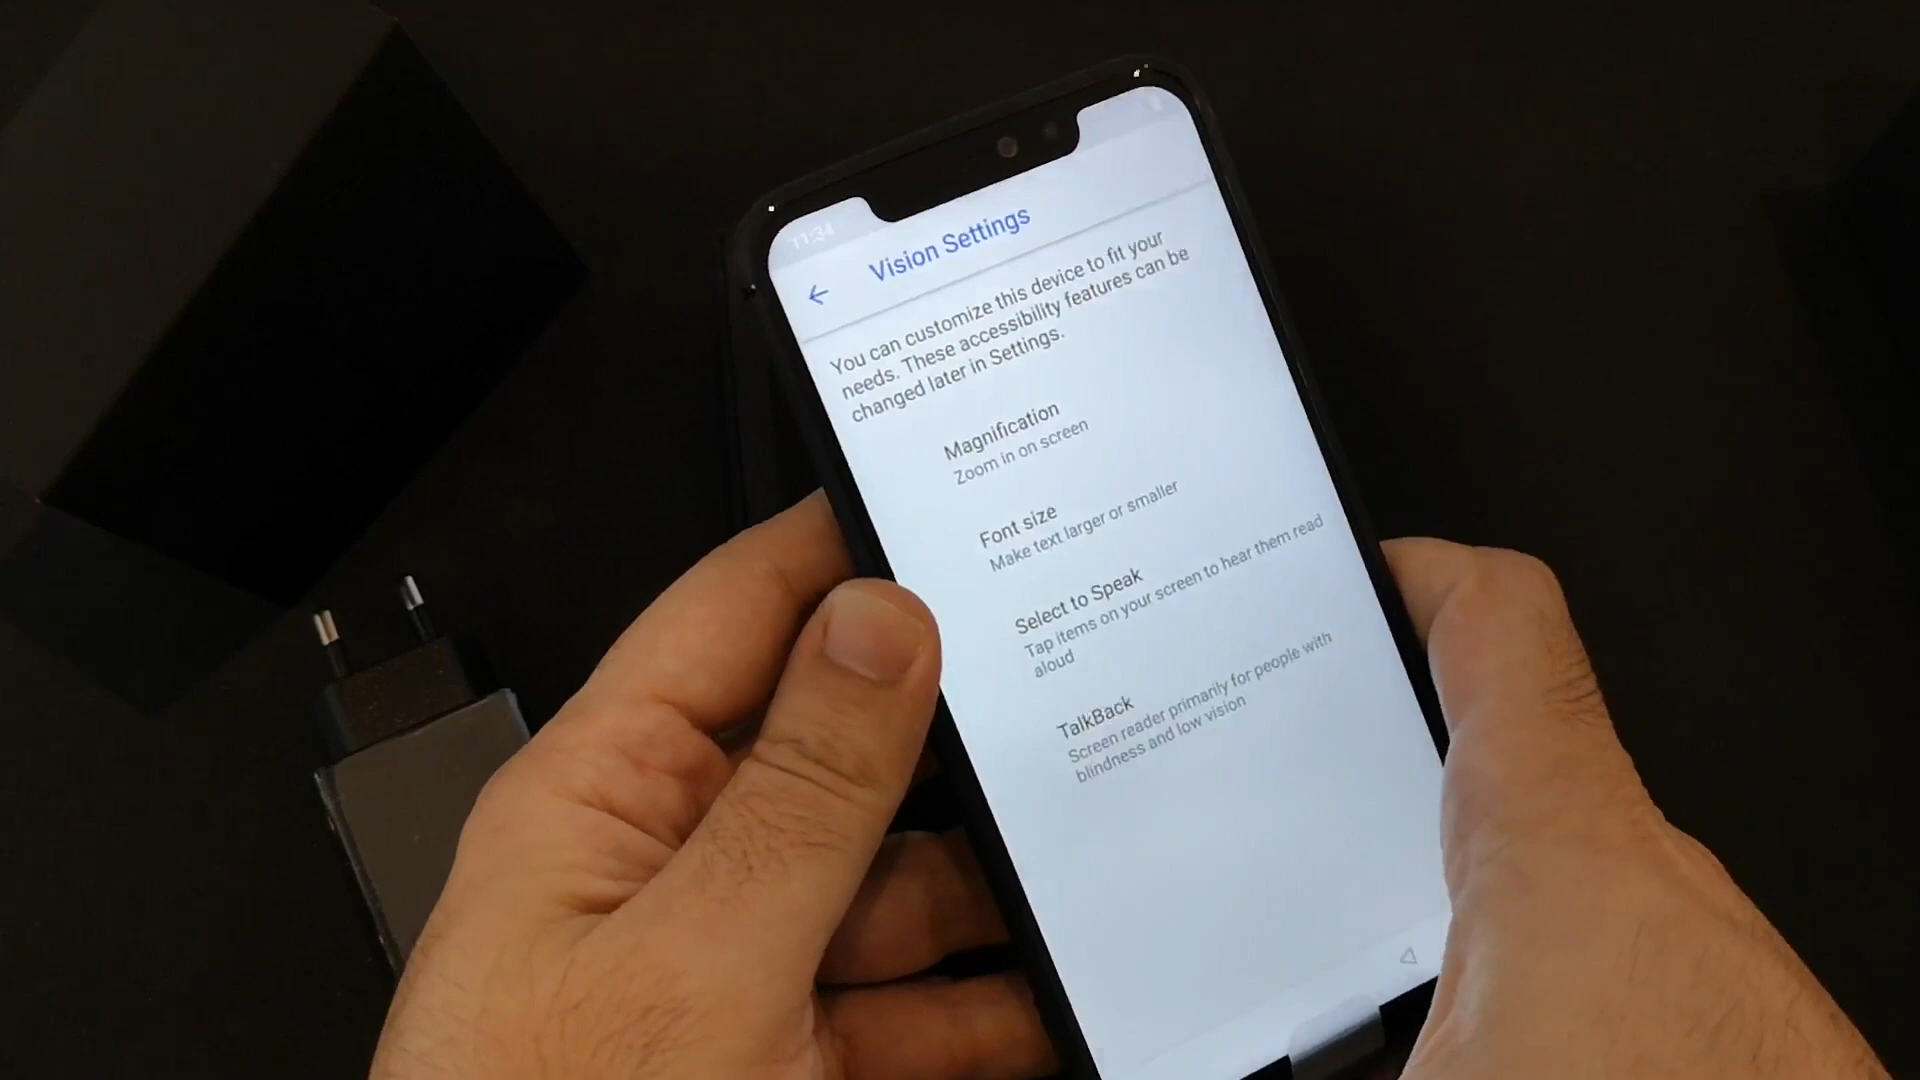 11:34
Vision Settings
You can customize this device to fit your
needs. These accessibility features can be
changed later in Settings.
Magnification
Zoom in on screen
Font size
Make text larger or smaller
Select to Speak
Tap items on your screen to hear them read
aloud
TalkBack
Screen reader primarily for people with
blindness and low vision